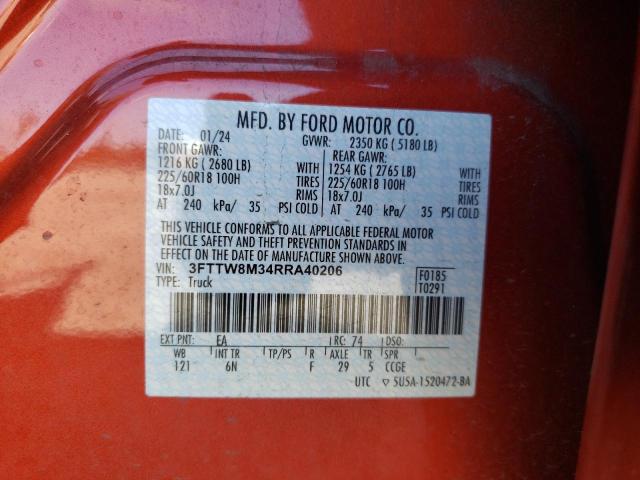 MFD. BY FORD MOTOR CO.
DATE: 01/24 GVWR: 2350 KG ( 5180 LB)
FRONT GAWR: REAR GAWR:
1216 KG ( 2680 LB) WITH 1254 KG ( 2765 LB) WITH
225/60R18 100H TIRES 225/60R18 100H TIRES
18x7.0J RIMS 18x7.0J RIMS
AT 240 kPa/ 35 PSI COLD AT 240 kPa/ 35 PSI COLD
THIS VEHICLE CONFORMS TO ALL APPLICABLE FEDERAL MOTOR
VEHICLE SAFETY AND THEFT PREVENTION STANDARDS IN
EFFECT ON THE DATE OF MANUFACTURE SHOWN ABOVE.
VIN: 3FTTW8M34RRA40206 F0185
TYPE: Truck T0291
EXT PNT: EA RC: 74 DSO:
WB INT TR TP/PS R AXLE TR SPR
121 6N F 29 5 CCGE
UTC ▽ 5U5A-1520472-BA